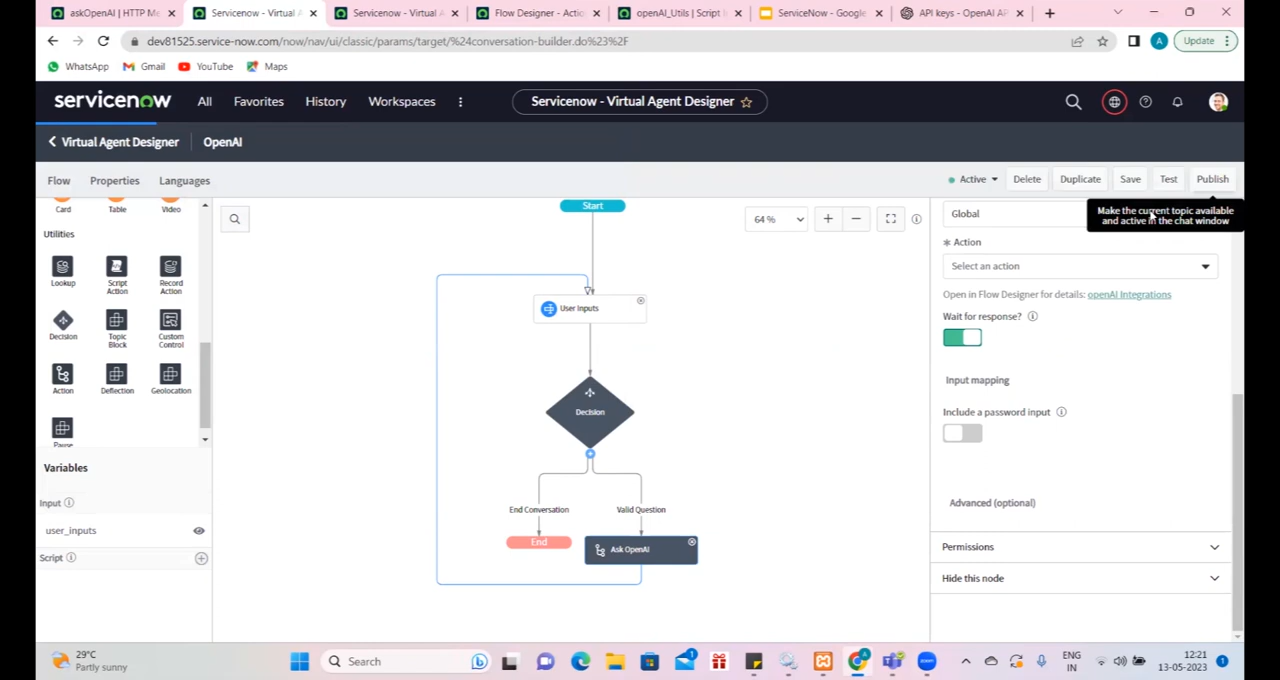 askOpenAI | HTTP Me
Servicenow - Virtual A
Servicenow - Virtual A
Flow Designer - Actio
openAI_Utils | Script I
ServiceNow - Google
API keys - OpenAI AP
dev81525.service-now.com/now/nav/ui/classic/params/target/%24conversation-builder.do%23%2F
A
Update
WhatsApp
Gmail
YouTube
Maps
servicenow
All
Favorites
History
Workspaces
Servicenow - Virtual Agent Designer
Virtual Agent Designer
OpenAI
Flow
Properties
Languages
Active
Delete
Duplicate
Save
Test
Publish
Make the current topic available
and active in the chat window
Card
Table
Video
Utilities
Lookup
Script
Action
Record
Action
Decision
Topic
Block
Custom
Control
Action
Deflection
Geolocation
Pause
Variables
Input
user_inputs
Script
Start
64 %
User Inputs
Decision
End Conversation
Valid Question
End
Ask OpenAI
Global
Action
Select an action
Open in Flow Designer for details: openAI Integrations
Wait for response?
Input mapping
Include a password input
Advanced (optional)
Permissions
Hide this node
29°C
Partly sunny
Search
1
zoom
ENG
IN
12:21
13-05-2023
1